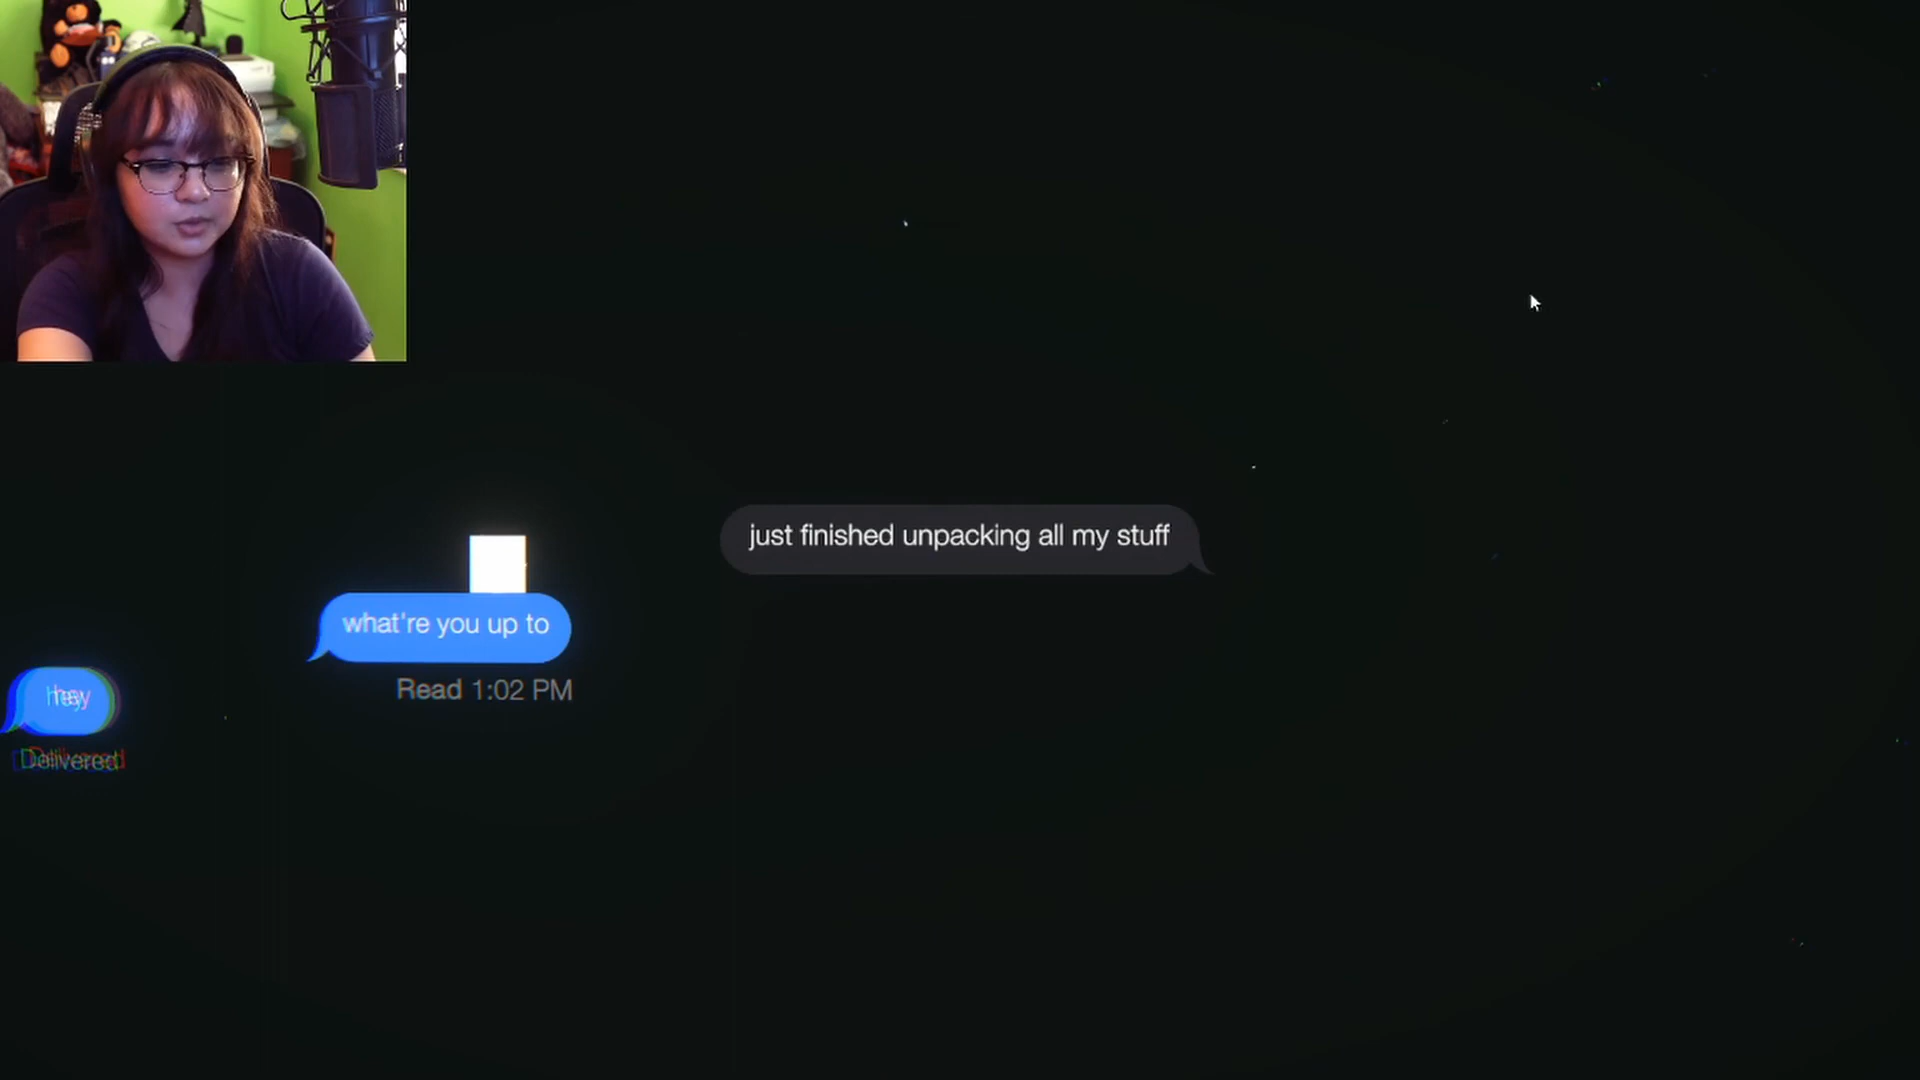 hey
Delivered
what're you up to
Read 1:02 PM
just finished unpacking all my stuff